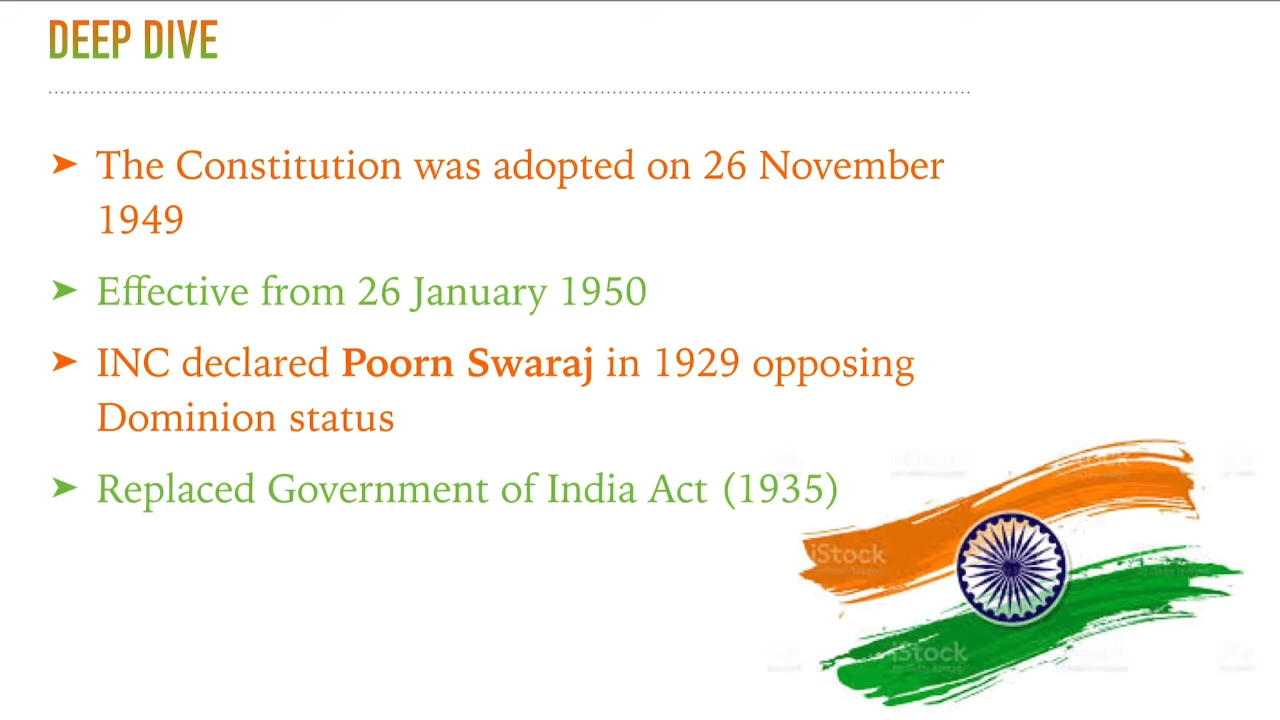 DEEP DIVE
➤ The Constitution was adopted on 26 November
1949
➤ Effective from 26 January 1950
➤ INC declared Poorn Swaraj in 1929 opposing
Dominion status
➤ Replaced Government of India Act (1935)
iStock
iStock